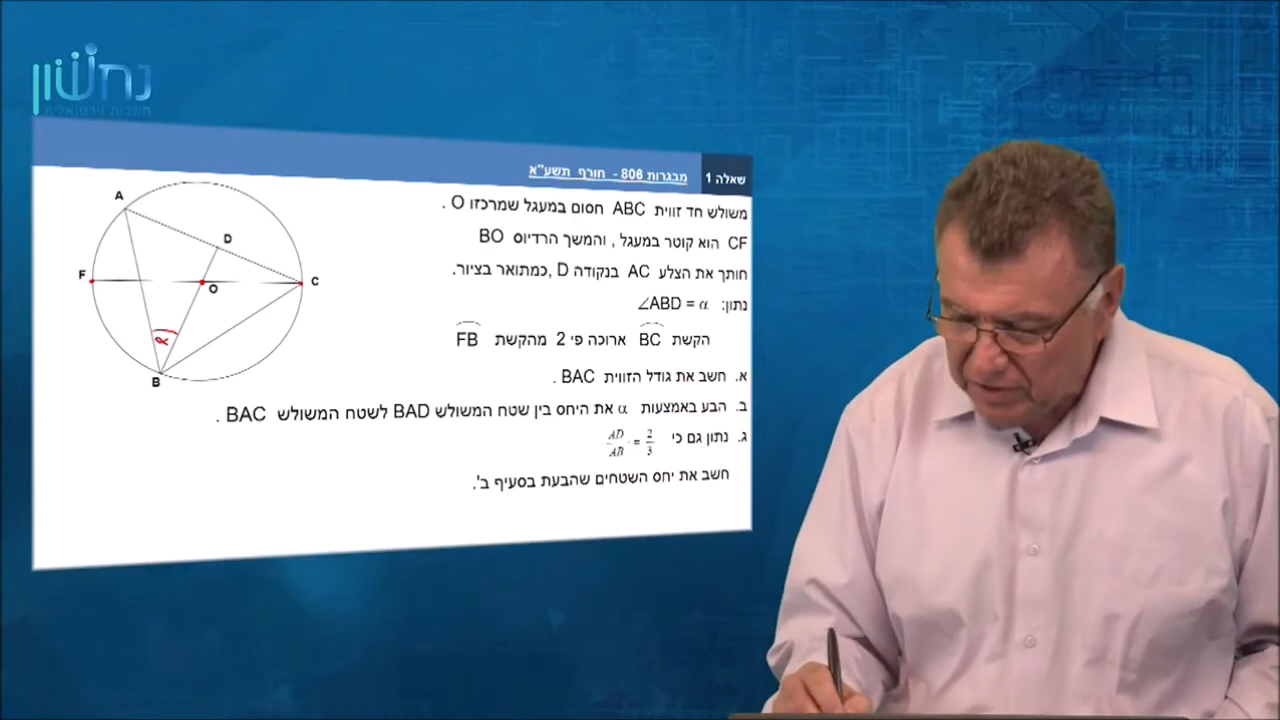 נחשון
חונכות וירטואלית
שאלה 1
מבגרות 806 - חורף תשע"א
משולש חד זווית ABC חסום במעגל שמרכזו O .
CF הוא קוטר במעגל , והמשך הרדיוס BO
חותך את הצלע AC בנקודה D ,כמתואר בציור.
נתון: ∠ABD = α
הקשת BC ארוכה פי 2 מהקשת FB
א. חשב את גודל הזווית BAC .
ב. הבע באמצעות α את היחס בין שטח המשולש BAD לשטח המשולש BAC .
ג. נתון גם כי AD/AB = 2/3
חשב את יחס השטחים שהבעת בסעיף ב'.
A
D
F
O
C
α
B